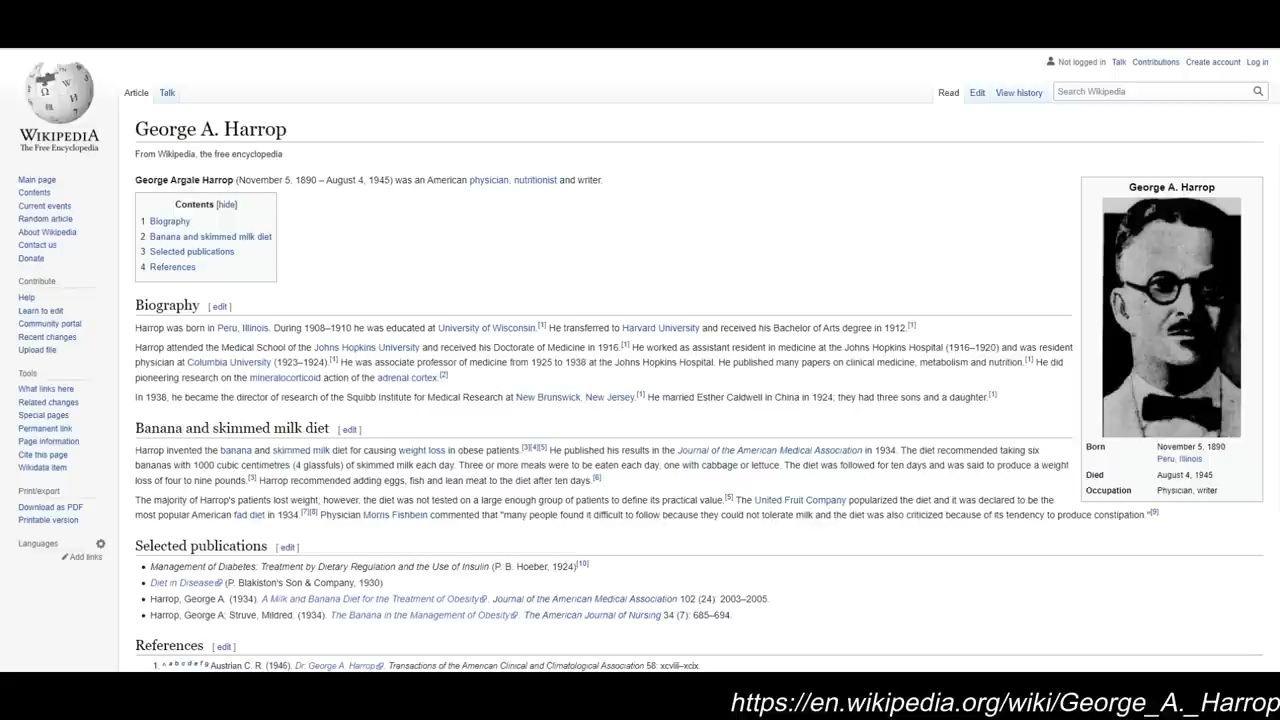 Not logged in Talk Contributions Create account Log in
WIKIPEDIA
The Free Encyclopedia
Article Talk
Read Edit View history Search Wikipedia
Main page
Contents
Current events
Random article
About Wikipedia
Contact us
Donate
Contribute
Help
Learn to edit
Community portal
Recent changes
Upload file
Tools
What links here
Related changes
Special pages
Permanent link
Page information
Cite this page
Wikidata item
Print/export
Download as PDF
Printable version
Languages
Add links
George A. Harrop
From Wikipedia, the free encyclopedia
George Argale Harrop (November 5, 1890 – August 4, 1945) was an American physician, nutritionist and writer.
Contents [hide]
1 Biography
2 Banana and skimmed milk diet
3 Selected publications
4 References
George A. Harrop
Born November 5, 1890
Peru, Illinois
Died August 4, 1945
Occupation Physician, writer
Biography [ edit ]
Harrop was born in Peru, Illinois. During 1908–1910 he was educated at University of Wisconsin.[1] He transferred to Harvard University and received his Bachelor of Arts degree in 1912.[1]
Harrop attended the Medical School of the Johns Hopkins University and received his Doctorate of Medicine in 1916.[1] He worked as assistant resident in medicine at the Johns Hopkins Hospital (1916–1920) and was resident
physician at Columbia University (1923–1924).[1] He was associate professor of medicine from 1925 to 1938 at the Johns Hopkins Hospital. He published many papers on clinical medicine, metabolism and nutrition.[1] He did
pioneering research on the mineralocorticoid action of the adrenal cortex.[2]
In 1938, he became the director of research of the Squibb Institute for Medical Research at New Brunswick, New Jersey.[1] He married Esther Caldwell in China in 1924; they had three sons and a daughter.[1]
Banana and skimmed milk diet [ edit ]
Harrop invented the banana and skimmed milk diet for causing weight loss in obese patients.[3][4][5] He published his results in the Journal of the American Medical Association in 1934. The diet recommended taking six
bananas with 1000 cubic centimetres (4 glassfuls) of skimmed milk each day. Three or more meals were to be eaten each day, one with cabbage or lettuce. The diet was followed for ten days and was said to produce a weight
loss of four to nine pounds.[3] Harrop recommended adding eggs, fish and lean meat to the diet after ten days.[6]
The majority of Harrop's patients lost weight; however, the diet was not tested on a large enough group of patients to define its practical value.[5] The United Fruit Company popularized the diet and it was declared to be the
most popular American fad diet in 1934.[7][8] Physician Morris Fishbein commented that "many people found it difficult to follow because they could not tolerate milk and the diet was also criticized because of its tendency to produce constipation."[9]
Selected publications [ edit ]
Management of Diabetes: Treatment by Dietary Regulation and the Use of Insulin (P. B. Hoeber, 1924)[10]
Diet in Disease (P. Blakiston's Son & Company, 1930)
Harrop, George A. (1934). A Milk and Banana Diet for the Treatment of Obesity. Journal of the American Medical Association 102 (24): 2003–2005.
Harrop, George A; Struve, Mildred. (1934). The Banana in the Management of Obesity. The American Journal of Nursing 34 (7): 685–694.
References [ edit ]
1. ^ a b c d e f g Austrian C. R. (1946). Dr. George A. Harrop. Transactions of the American Clinical and Climatological Association 58: xcviii–xcix.
https://en.wikipedia.org/wiki/George_A._Harrop